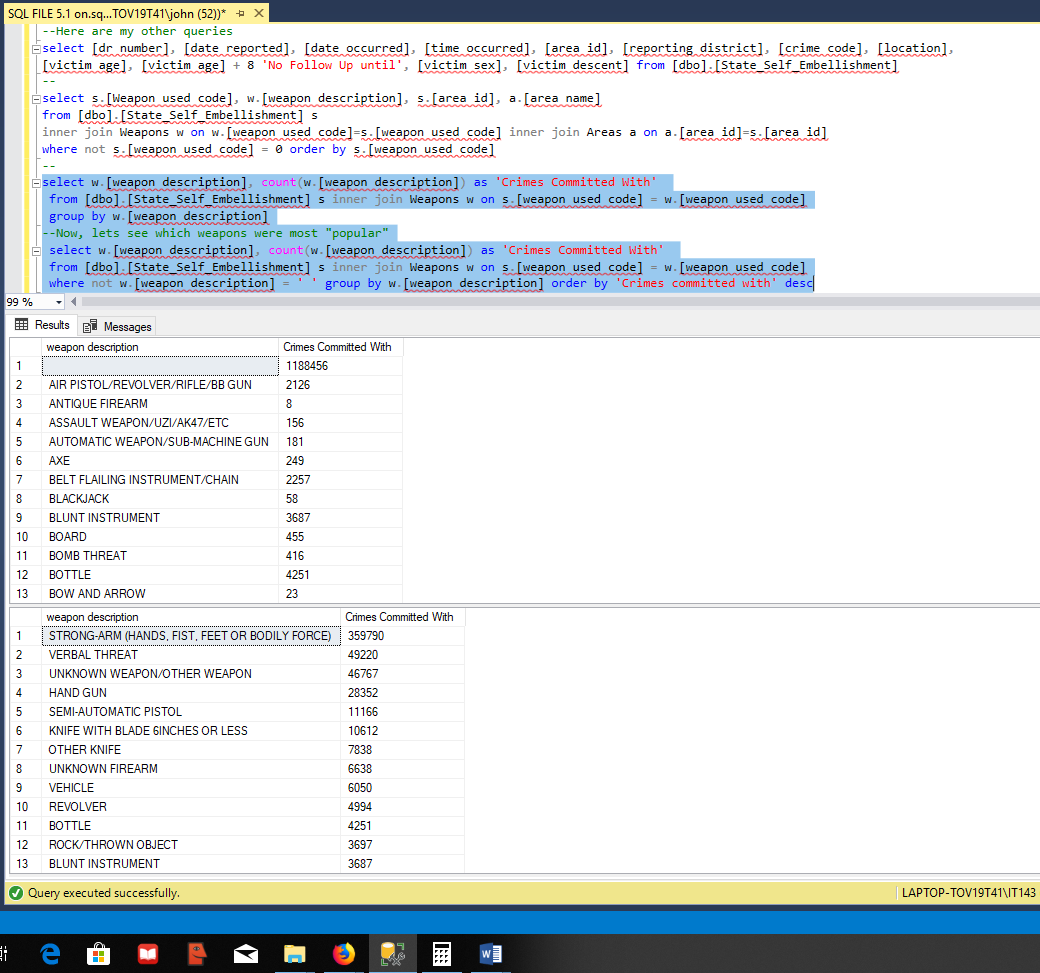 SQL FILE 5.1 on.sq...TOV19T41\john (52))*
--Here are my other queries
select [dr number], [date reported], [date occurred], [time occurred], [area id], [reporting district], [crime code], [location],
[victim age], [victim age] + 8 'No Follow Up until', [victim sex], [victim descent] from [dbo].[State_Self_Embellishment]
--
select s.[Weapon used code], w.[weapon description], s.[area id], a.[area name]
from [dbo].[State_Self_Embellishment] s
inner join Weapons w on w.[weapon used code]=s.[weapon used code] inner join Areas a on a.[area id]=s.[area id]
where not s.[weapon used code] = 0 order by s.[weapon used code]
--
select w.[weapon description], count(w.[weapon description]) as 'Crimes Committed With'
from [dbo].[State_Self_Embellishment] s inner join Weapons w on s.[weapon used code] = w.[weapon used code]
group by w.[weapon description]
--Now, lets see which weapons were most "popular"
select w.[weapon description], count(w.[weapon description]) as 'Crimes Committed With'
from [dbo].[State_Self_Embellishment] s inner join Weapons w on s.[weapon used code] = w.[weapon used code]
where not w.[weapon description] = ' ' group by w.[weapon description] order by 'Crimes committed with' desc
99 %
Results Messages
weapon description Crimes Committed With
1 1188456
2 AIR PISTOL/REVOLVER/RIFLE/BB GUN 2126
3 ANTIQUE FIREARM 8
4 ASSAULT WEAPON/UZI/AK47/ETC 156
5 AUTOMATIC WEAPON/SUB-MACHINE GUN 181
6 AXE 249
7 BELT FLAILING INSTRUMENT/CHAIN 2257
8 BLACKJACK 58
9 BLUNT INSTRUMENT 3687
10 BOARD 455
11 BOMB THREAT 416
12 BOTTLE 4251
13 BOW AND ARROW 23
weapon description Crimes Committed With
1 STRONG-ARM (HANDS, FIST, FEET OR BODILY FORCE) 359790
2 VERBAL THREAT 49220
3 UNKNOWN WEAPON/OTHER WEAPON 46767
4 HAND GUN 28352
5 SEMI-AUTOMATIC PISTOL 11166
6 KNIFE WITH BLADE 6INCHES OR LESS 10612
7 OTHER KNIFE 7838
8 UNKNOWN FIREARM 6638
9 VEHICLE 6050
10 REVOLVER 4994
11 BOTTLE 4251
12 ROCK/THROWN OBJECT 3697
13 BLUNT INSTRUMENT 3687
Query executed successfully. LAPTOP-TOV19T41\IT143